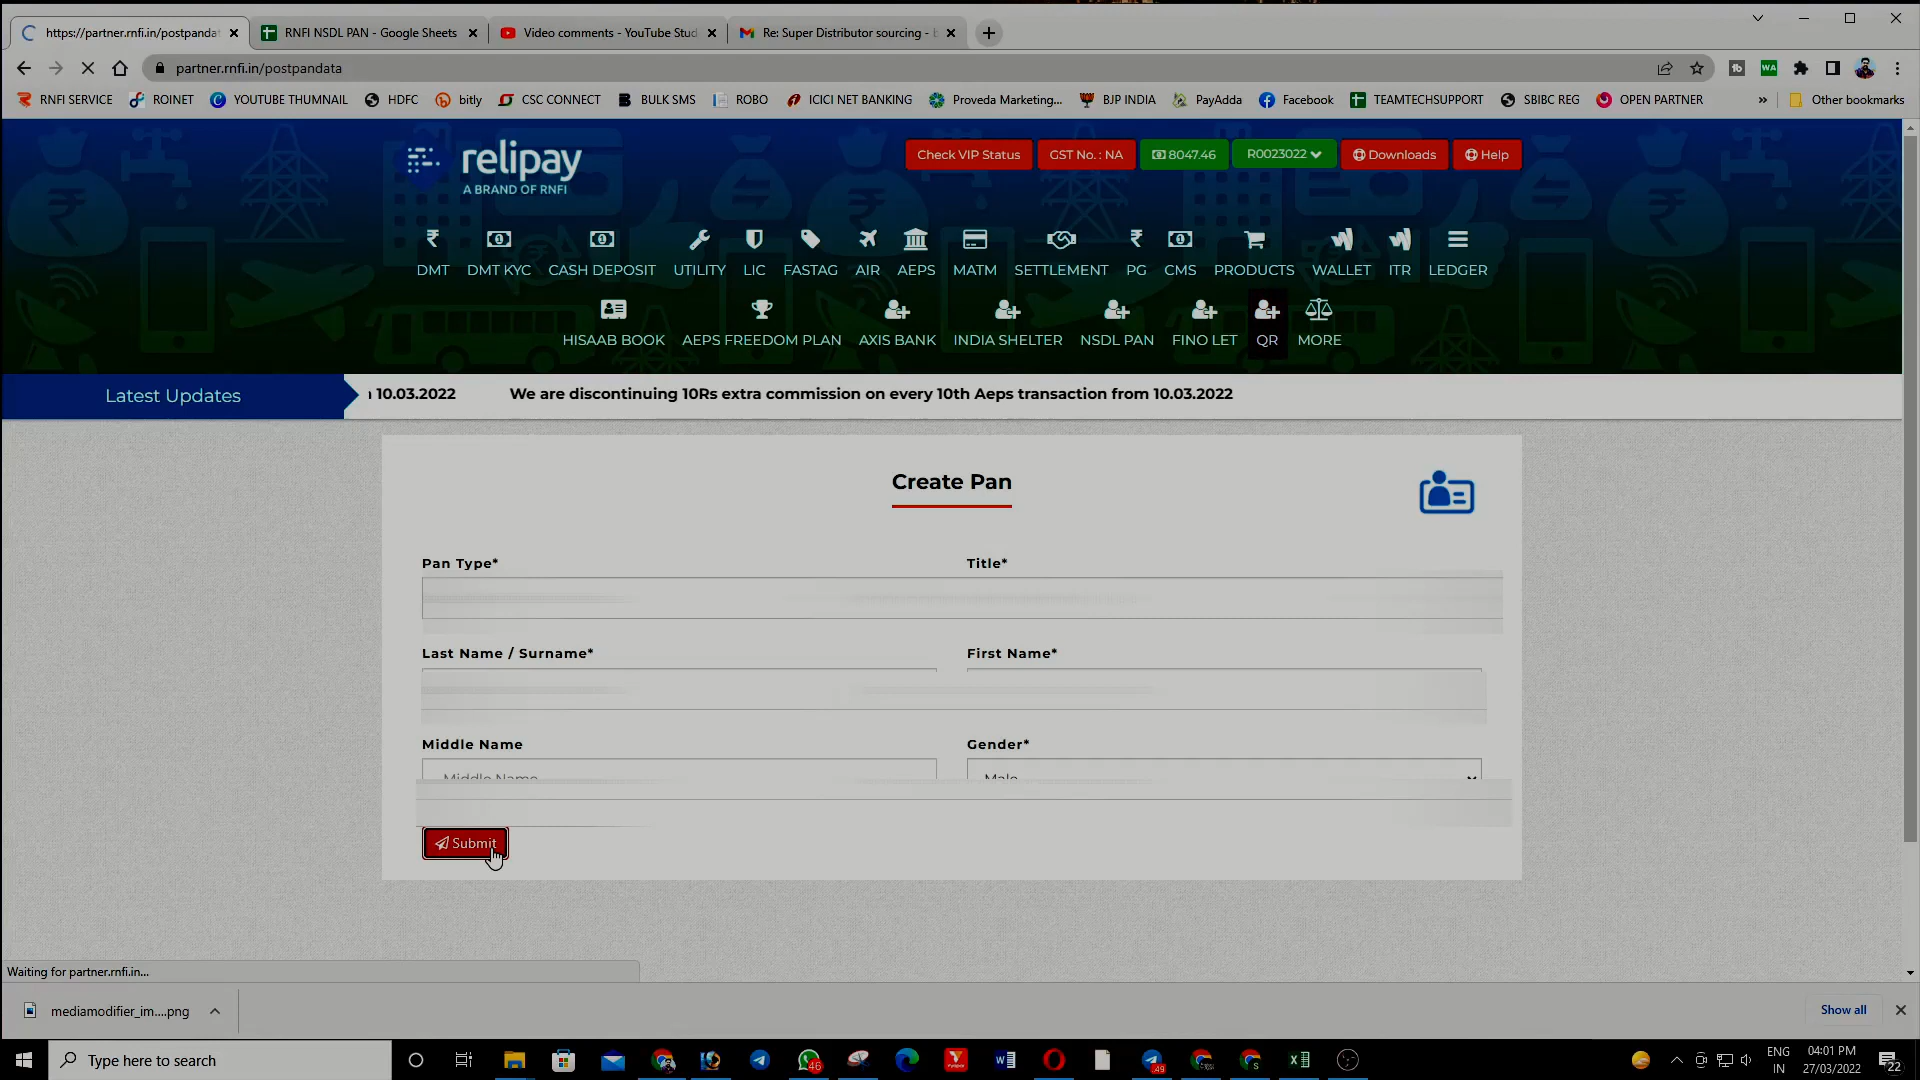 https://partner.rnfi.in/postpandat
RNFI NSDL PAN - Google Sheets
Video comments - YouTube Stud
Re: Super Distributor sourcing -
partner.rnfi.in/postpandata
RNFI SERVICE ROINET YOUTUBE THUMNAIL HDFC bitly CSC CONNECT BULK SMS ROBO ICICI NET BANKING Proveda Marketing... BJP INDIA PayAdda Facebook TEAMTECHSUPPORT SBIBC REG OPEN PARTNER » Other bookmarks
relipay
A BRAND OF RNFI
Check VIP Status GST No. : NA 8047.46 R0023022 Downloads Help
DMT DMT KYC CASH DEPOSIT UTILITY LIC FASTAG AIR AEPS MATM SETTLEMENT PG CMS PRODUCTS WALLET ITR LEDGER
HISAAB BOOK AEPS FREEDOM PLAN AXIS BANK INDIA SHELTER NSDL PAN FINO LET QR MORE
Latest Updates
10.03.2022 We are discontinuing 10Rs extra commission on every 10th Aeps transaction from 10.03.2022
Create Pan
Pan Type* Title*
Last Name / Surname* First Name*
Middle Name Gender*
Middle Name Male
Submit
Waiting for partner.rnfi.in...
mediamodifier_im....png
Show all
Type here to search
46
49
ENG
IN
04:01 PM
27/03/2022
22